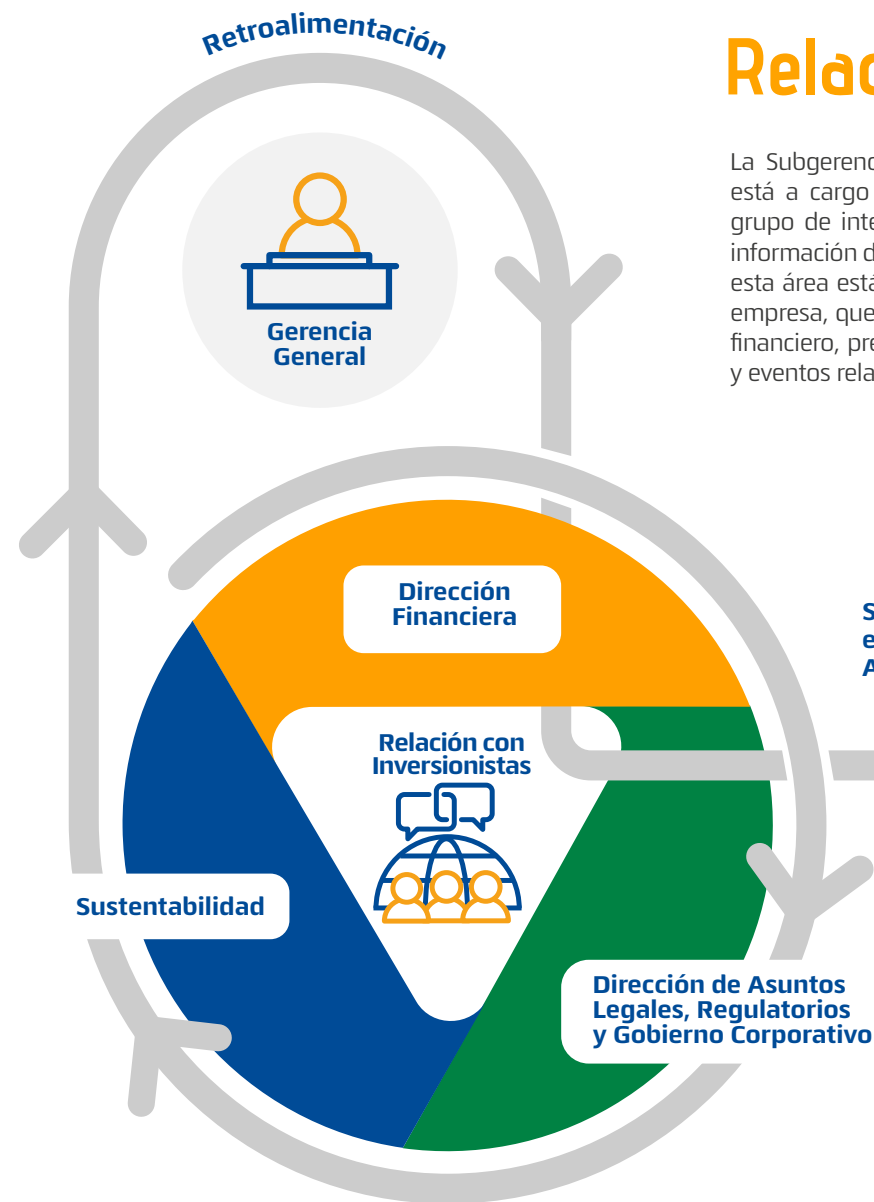 Retroalimentación
Relac
La Subgerenc
está a cargo
grupo de inte
información d
esta área está
empresa, que
financiero, pre
y eventos rela
Gerencia
General
Dirección
Financiera
S
e
A
Relación con
Inversionistas
Sustentabilidad
Dirección de Asuntos
Legales, Regulatorios
y Gobierno Corporativo